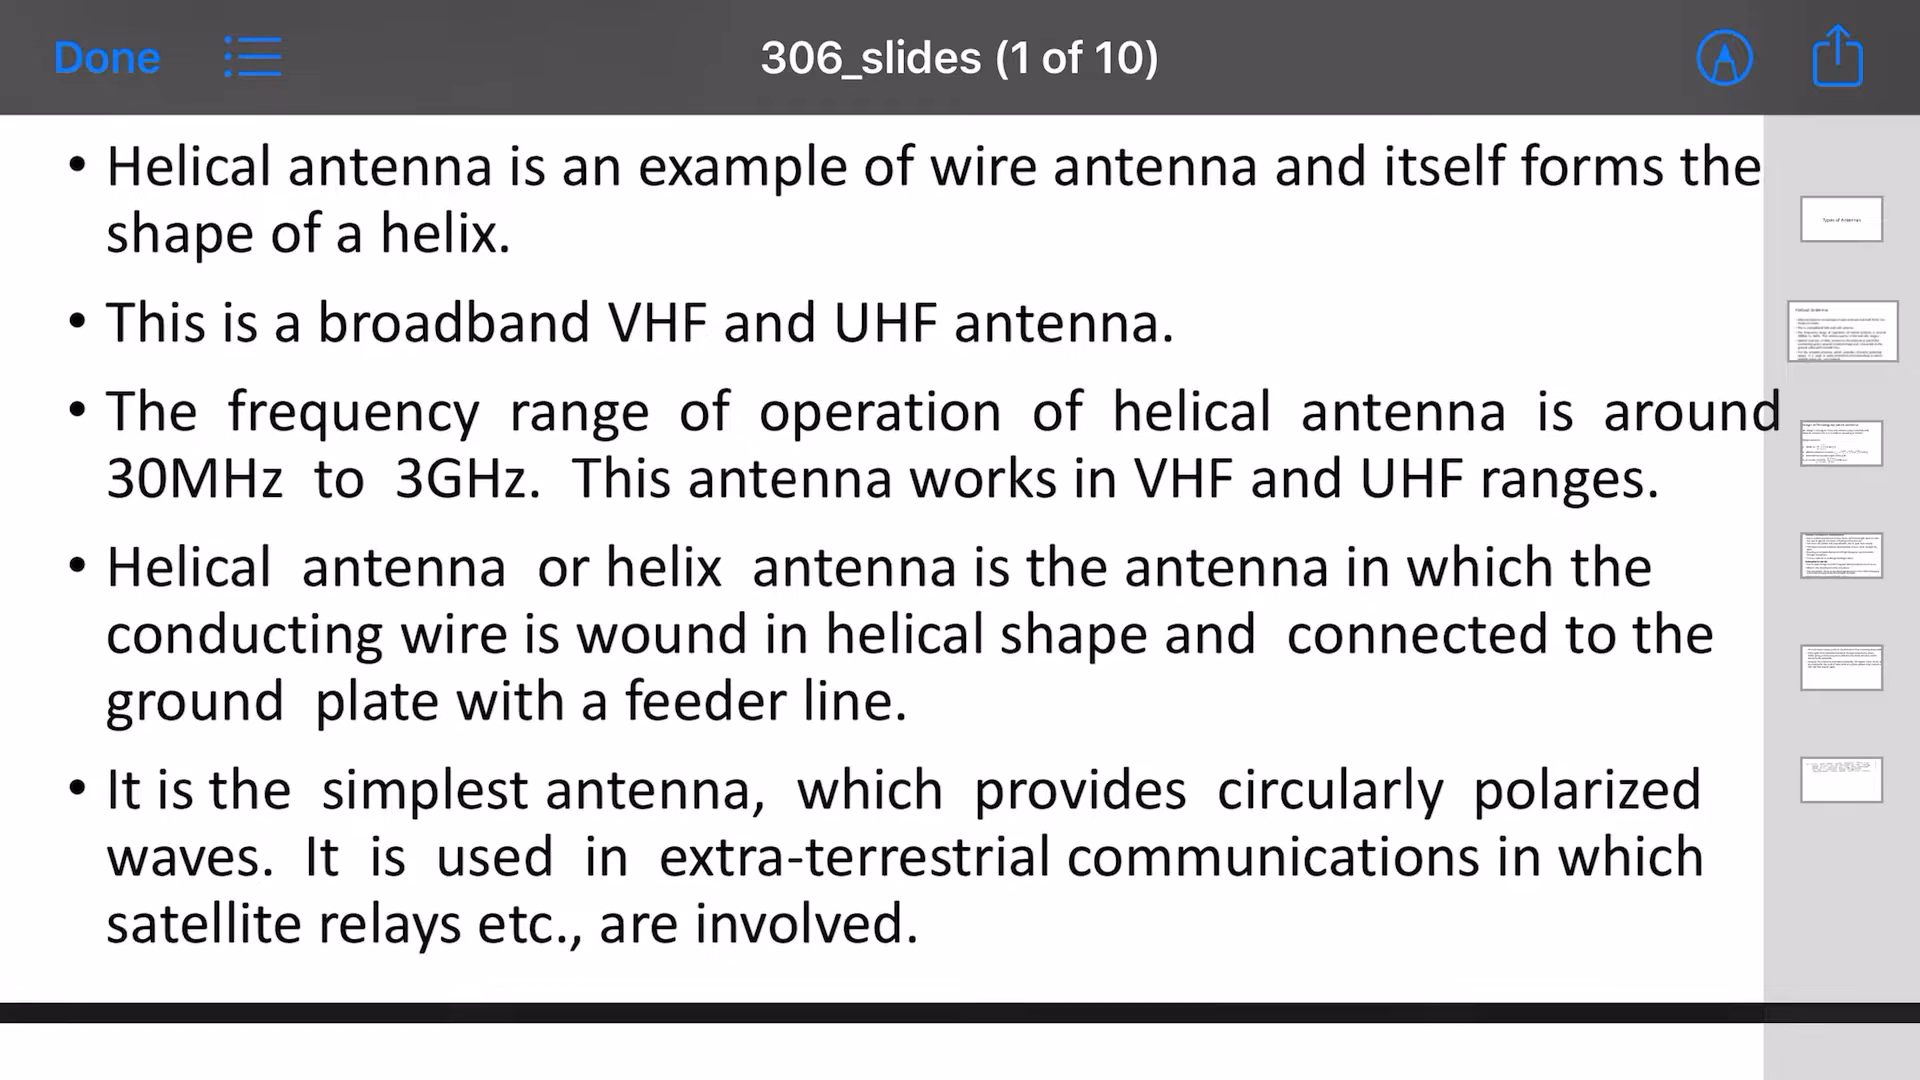 Done
306_slides (1 of 10)
• Helical antenna is an example of wire antenna and itself forms the
shape of a helix.
• This is a broadband VHF and UHF antenna.
• The frequency range of operation of helical antenna is around
30MHz to 3GHz. This antenna works in VHF and UHF ranges.
• Helical antenna or helix antenna is the antenna in which the
conducting wire is wound in helical shape and connected to the
ground plate with a feeder line.
• It is the simplest antenna, which provides circularly polarized
waves. It is used in extra-terrestrial communications in which
satellite relays etc., are involved.
Types of Antennas